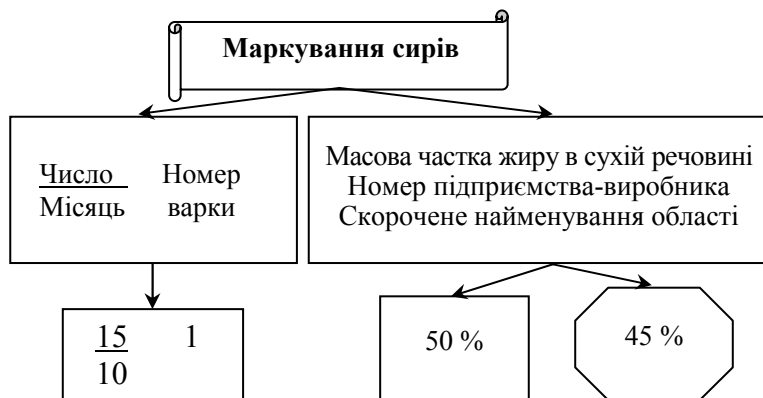 Маркування сирів
Число Номер
Місяць варки
Масова частка жиру в сухій речовині
Номер підприємства-виробника
Скорочене найменування області
15 1
10
50 %
45 %